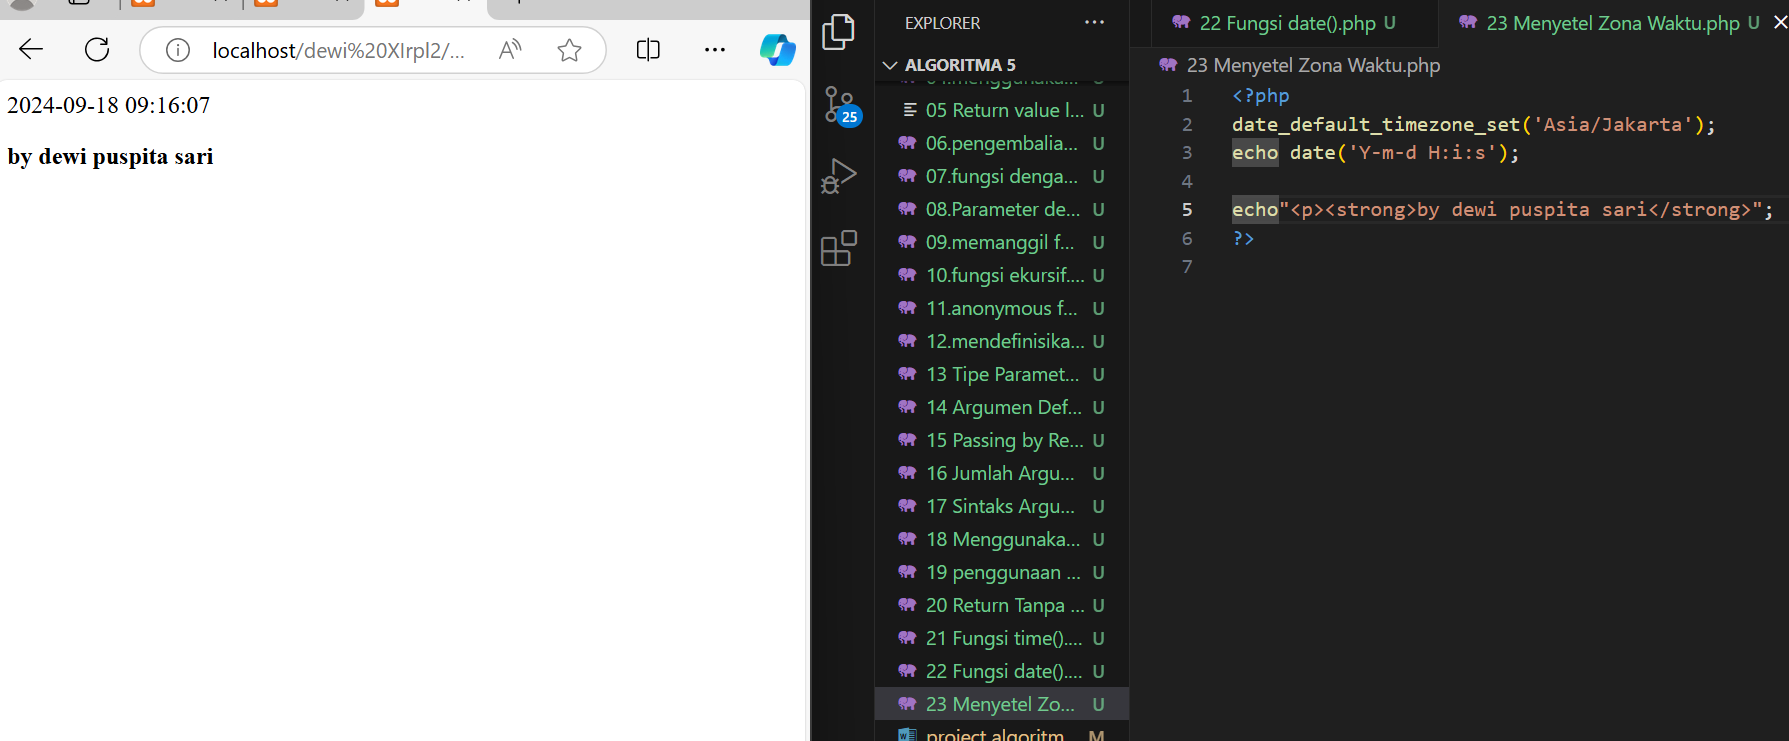 localhost/dewi%20XIrpl2/...
2024-09-18 09:16:07
by dewi puspita sari
25
EXPLORER
ALGORITMA 5
05 Return value l... U
06.pengembalia... U
07.fungsi denga... U
08.Parameter de... U
09.memanggil f... U
10.fungsi ekursif.... U
11.anonymous f... U
12.mendefinisika... U
13 Tipe Paramet... U
14 Argumen Def... U
15 Passing by Re... U
16 Jumlah Argu... U
17 Sintaks Argu... U
18 Menggunaka... U
19 penggunaan ... U
20 Return Tanpa ... U
21 Fungsi time().... U
22 Fungsi date().... U
23 Menyetel Zo... U
project algoritm... M
22 Fungsi date().php U
23 Menyetel Zona Waktu.php U
23 Menyetel Zona Waktu.php
1 <?php
2 date_default_timezone_set('Asia/Jakarta');
3 echo date('Y-m-d H:i:s');
4
5 echo"<p><strong>by dewi puspita sari</strong>";
6 ?>
7